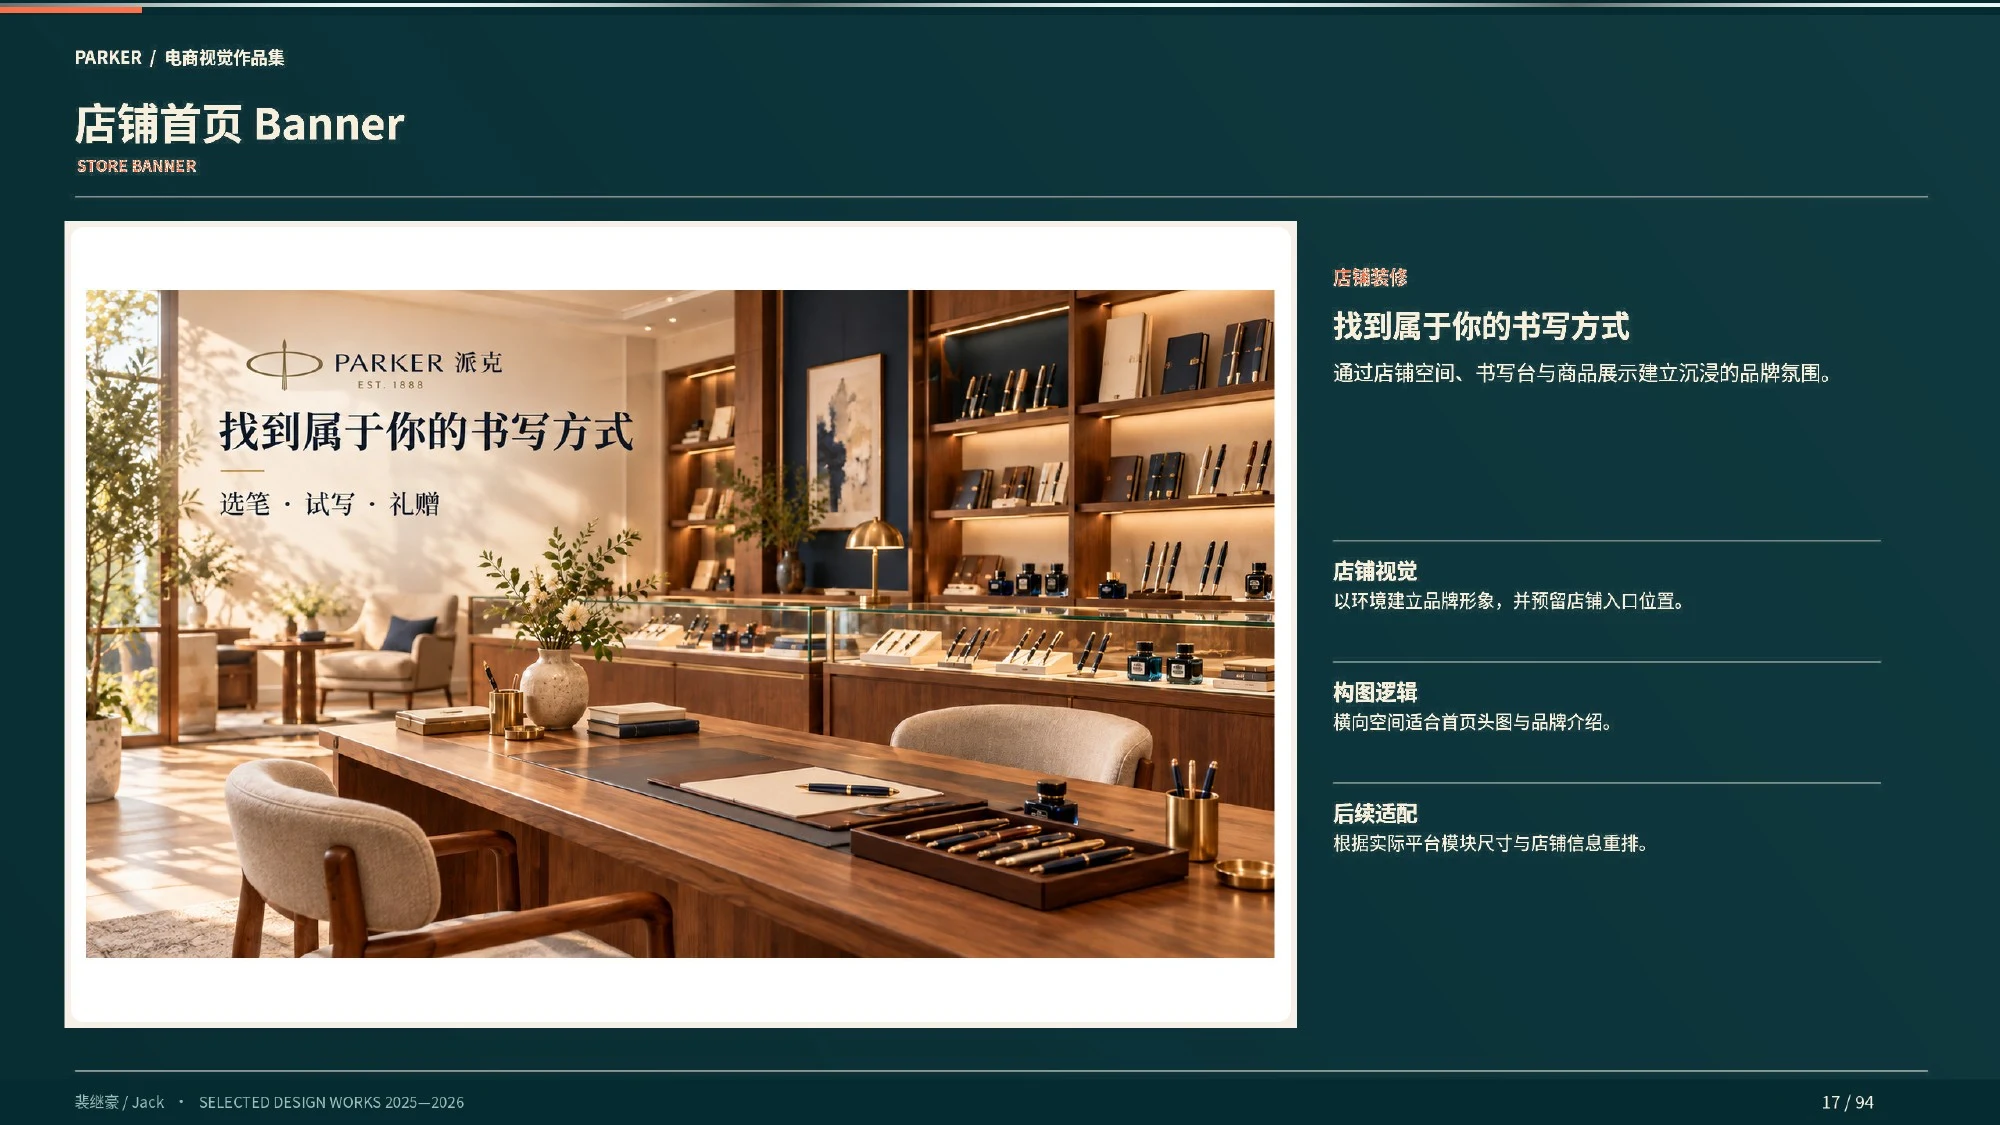 PARKER / 电商视觉作品集
店铺首页 Banner
STORE BANNER
PARKER 派克
EST. 1888
找到属于你的书写方式
选笔 · 试写 · 礼赠
店铺装修
找到属于你的书写方式
通过店铺空间、书写台与商品展示建立沉浸的品牌氛围。
店铺视觉
以环境建立品牌形象，并预留店铺入口位置。
构图逻辑
横向空间适合首页头图与品牌介绍。
后续适配
根据实际平台模块尺寸与店铺信息重排。
裴继豪 / Jack · SELECTED DESIGN WORKS 2025—2026
17 / 94